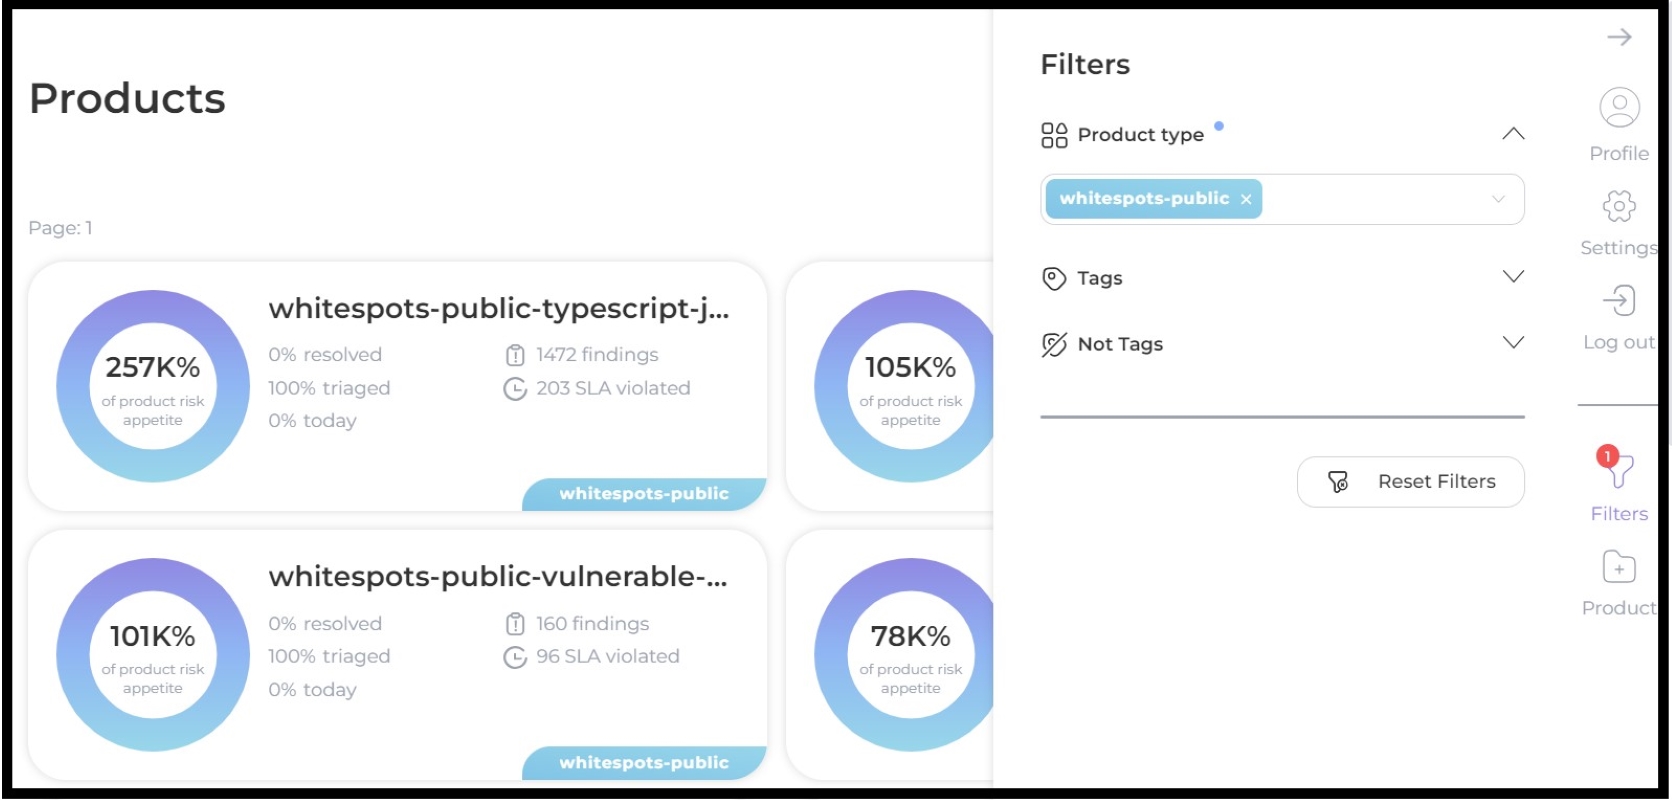 Products
Page: 1
257K%
of product risk
appetite
whitespots-public-typescript-j...
0% resolved
100% triaged
0% today
1472 findings
203 SLA violated
whitespots-public
105K%
of product risk
appetite
101K%
of product risk
appetite
whitespots-public-vulnerable-...
0% resolved
100% triaged
0% today
160 findings
96 SLA violated
whitespots-public
78K%
of product risk
appetite
Filters
Product type
whitespots-public ×
Tags
Not Tags
Reset Filters
Profile
Settings
Log out
1
Filters
Product